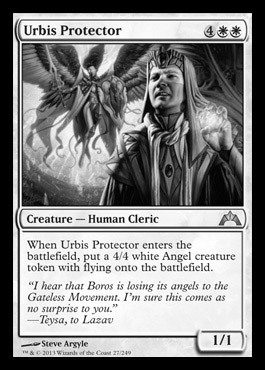 Urbis Protector 4
Creature — Human Cleric
When Urbis Protector enters the
battlefield, put a 4/4 white Angel creature
token with flying onto the battlefield.
“I hear that Boros is losing its angels to the
Gateless Movement. I’m sure this comes as
no surprise to you.”
—Teysa, to Lazav
1/1
Steve Argyle
™ & © 2013 Wizards of the Coast 27/249